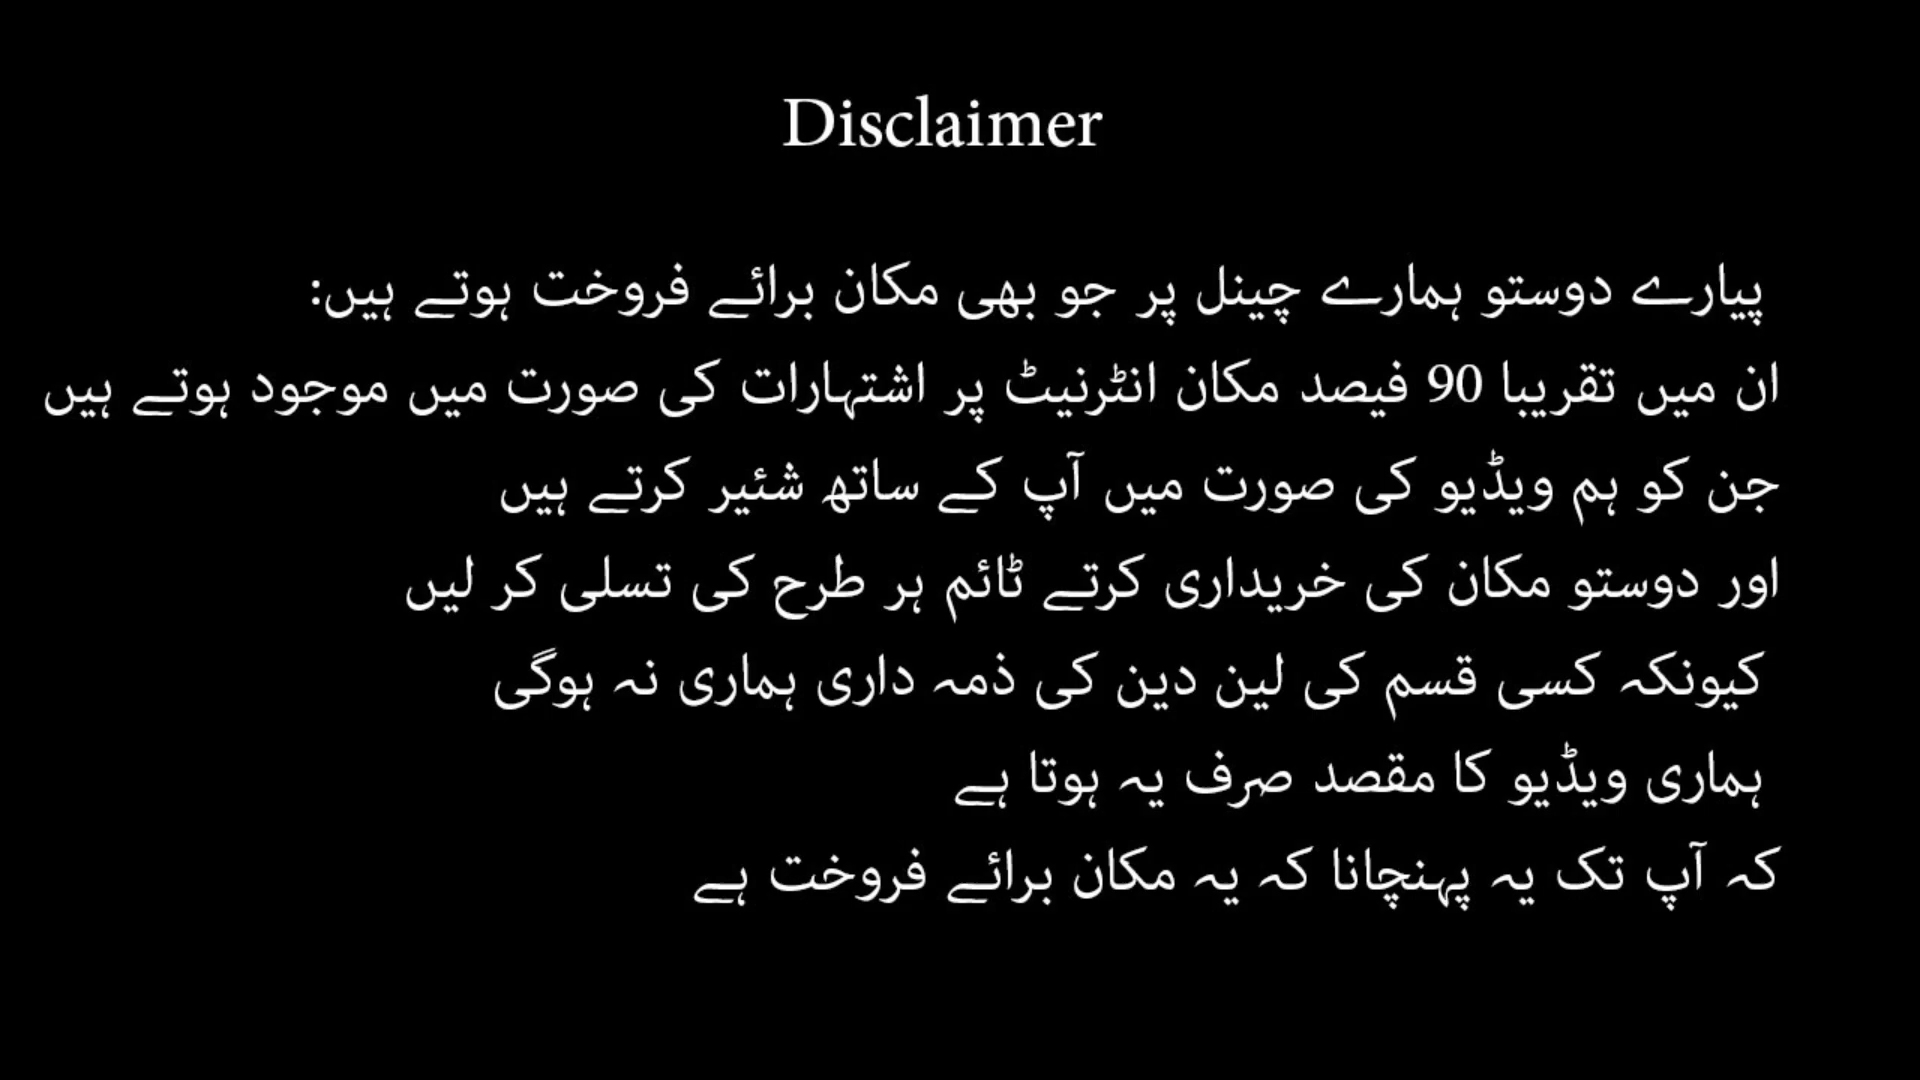 Disclaimer
پیارے دوستو ہمارے چینل پر جو بھی مکان برائے فروخت ہوتے ہیں:
ان میں تقریبا 90 فیصد مکان انٹرنیٹ پر اشتہارات کی صورت میں موجود ہوتے ہیں
جن کو ہم ویڈیو کی صورت میں آپ کے ساتھ شئیر کرتے ہیں
اور دوستو مکان کی خریداری کرتے ٹائم ہر طرح کی تسلی کر لیں
کیونکہ کسی قسم کی لین دین کی ذمہ داری ہماری نہ ہوگی
ہماری ویڈیو کا مقصد صرف یہ ہوتا ہے
کہ آپ تک یہ پہنچانا کہ یہ مکان برائے فروخت ہے